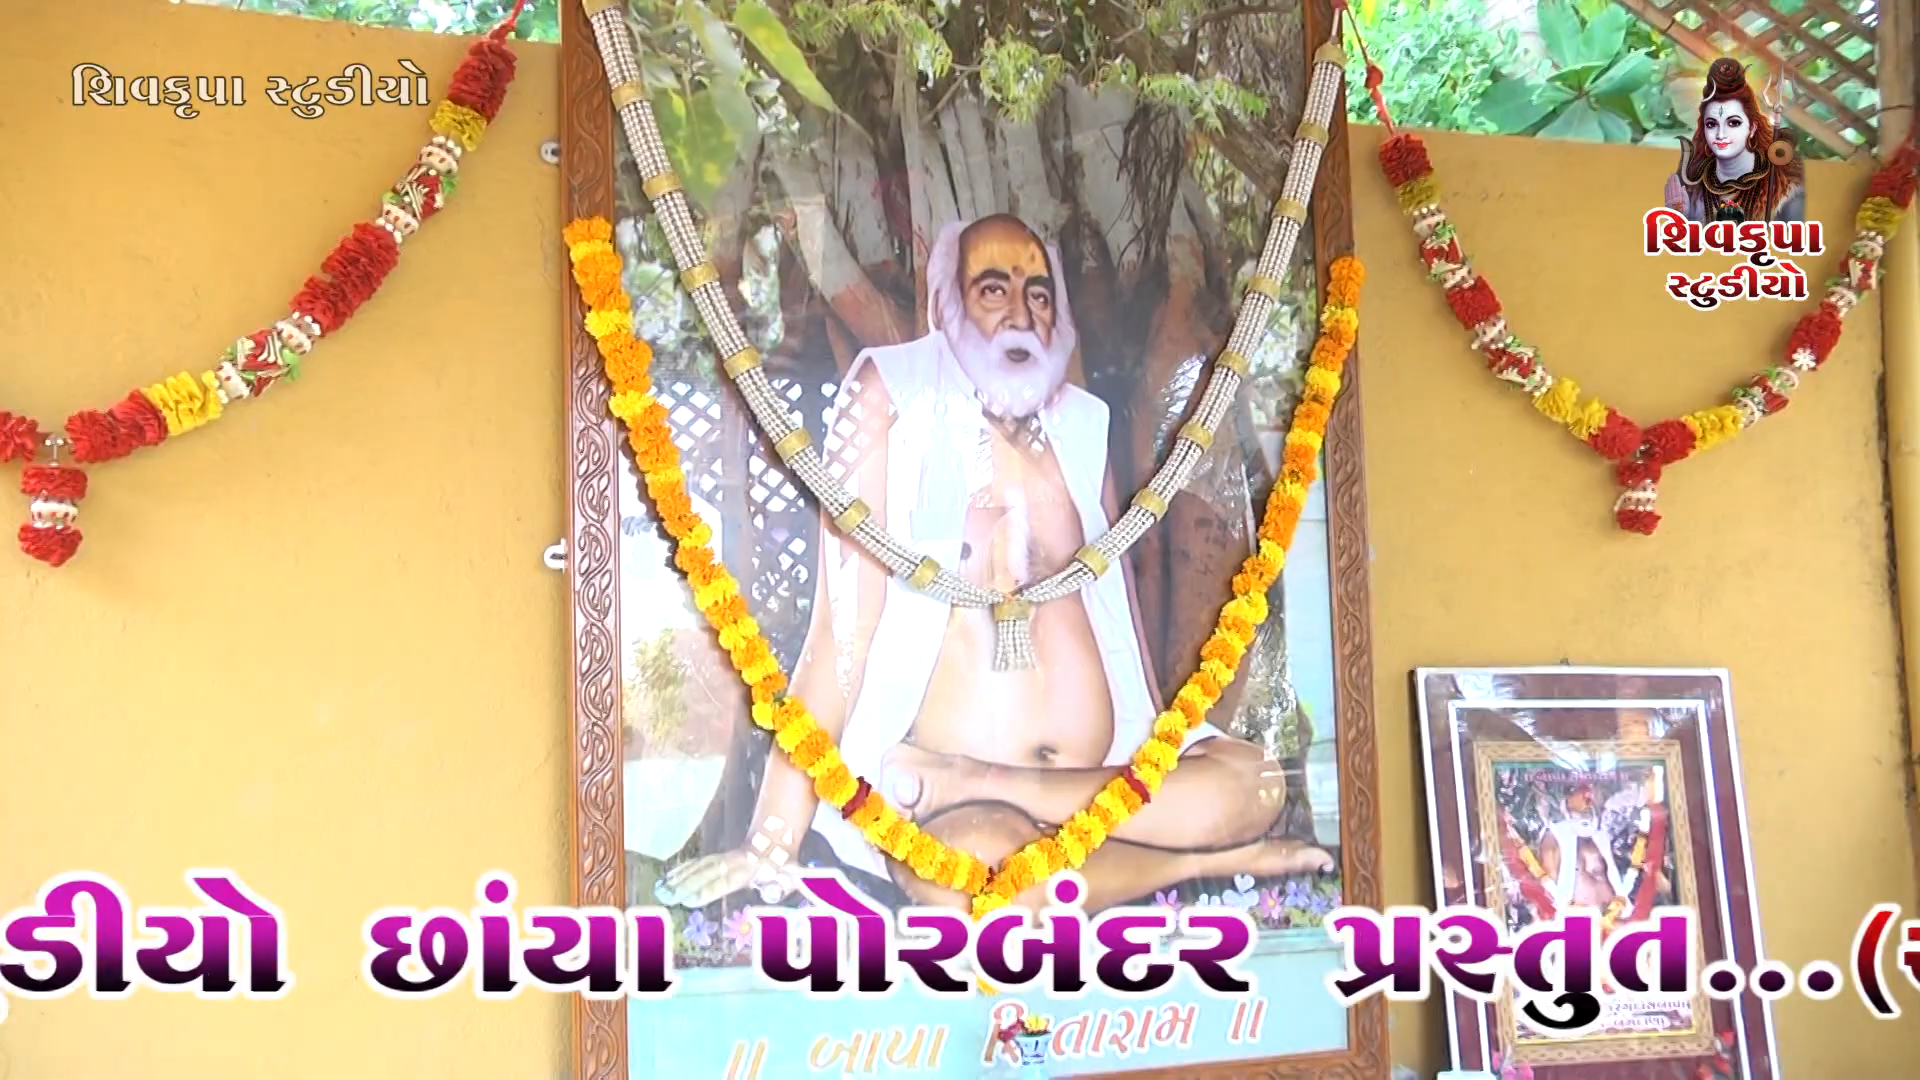 શિવકૃપા સ્ટુડીયો
શિવકૃપા
સ્ટુડીયો
ડીયો છાંયા પોરબંદર પ્રસ્તુત...(
॥ બાપા સિતારામ ॥